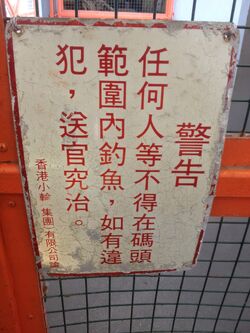 警告
任何人等不得在碼頭
範圍內釣魚，如有違
犯，送官究治。
香港小輪（集團）有限公司